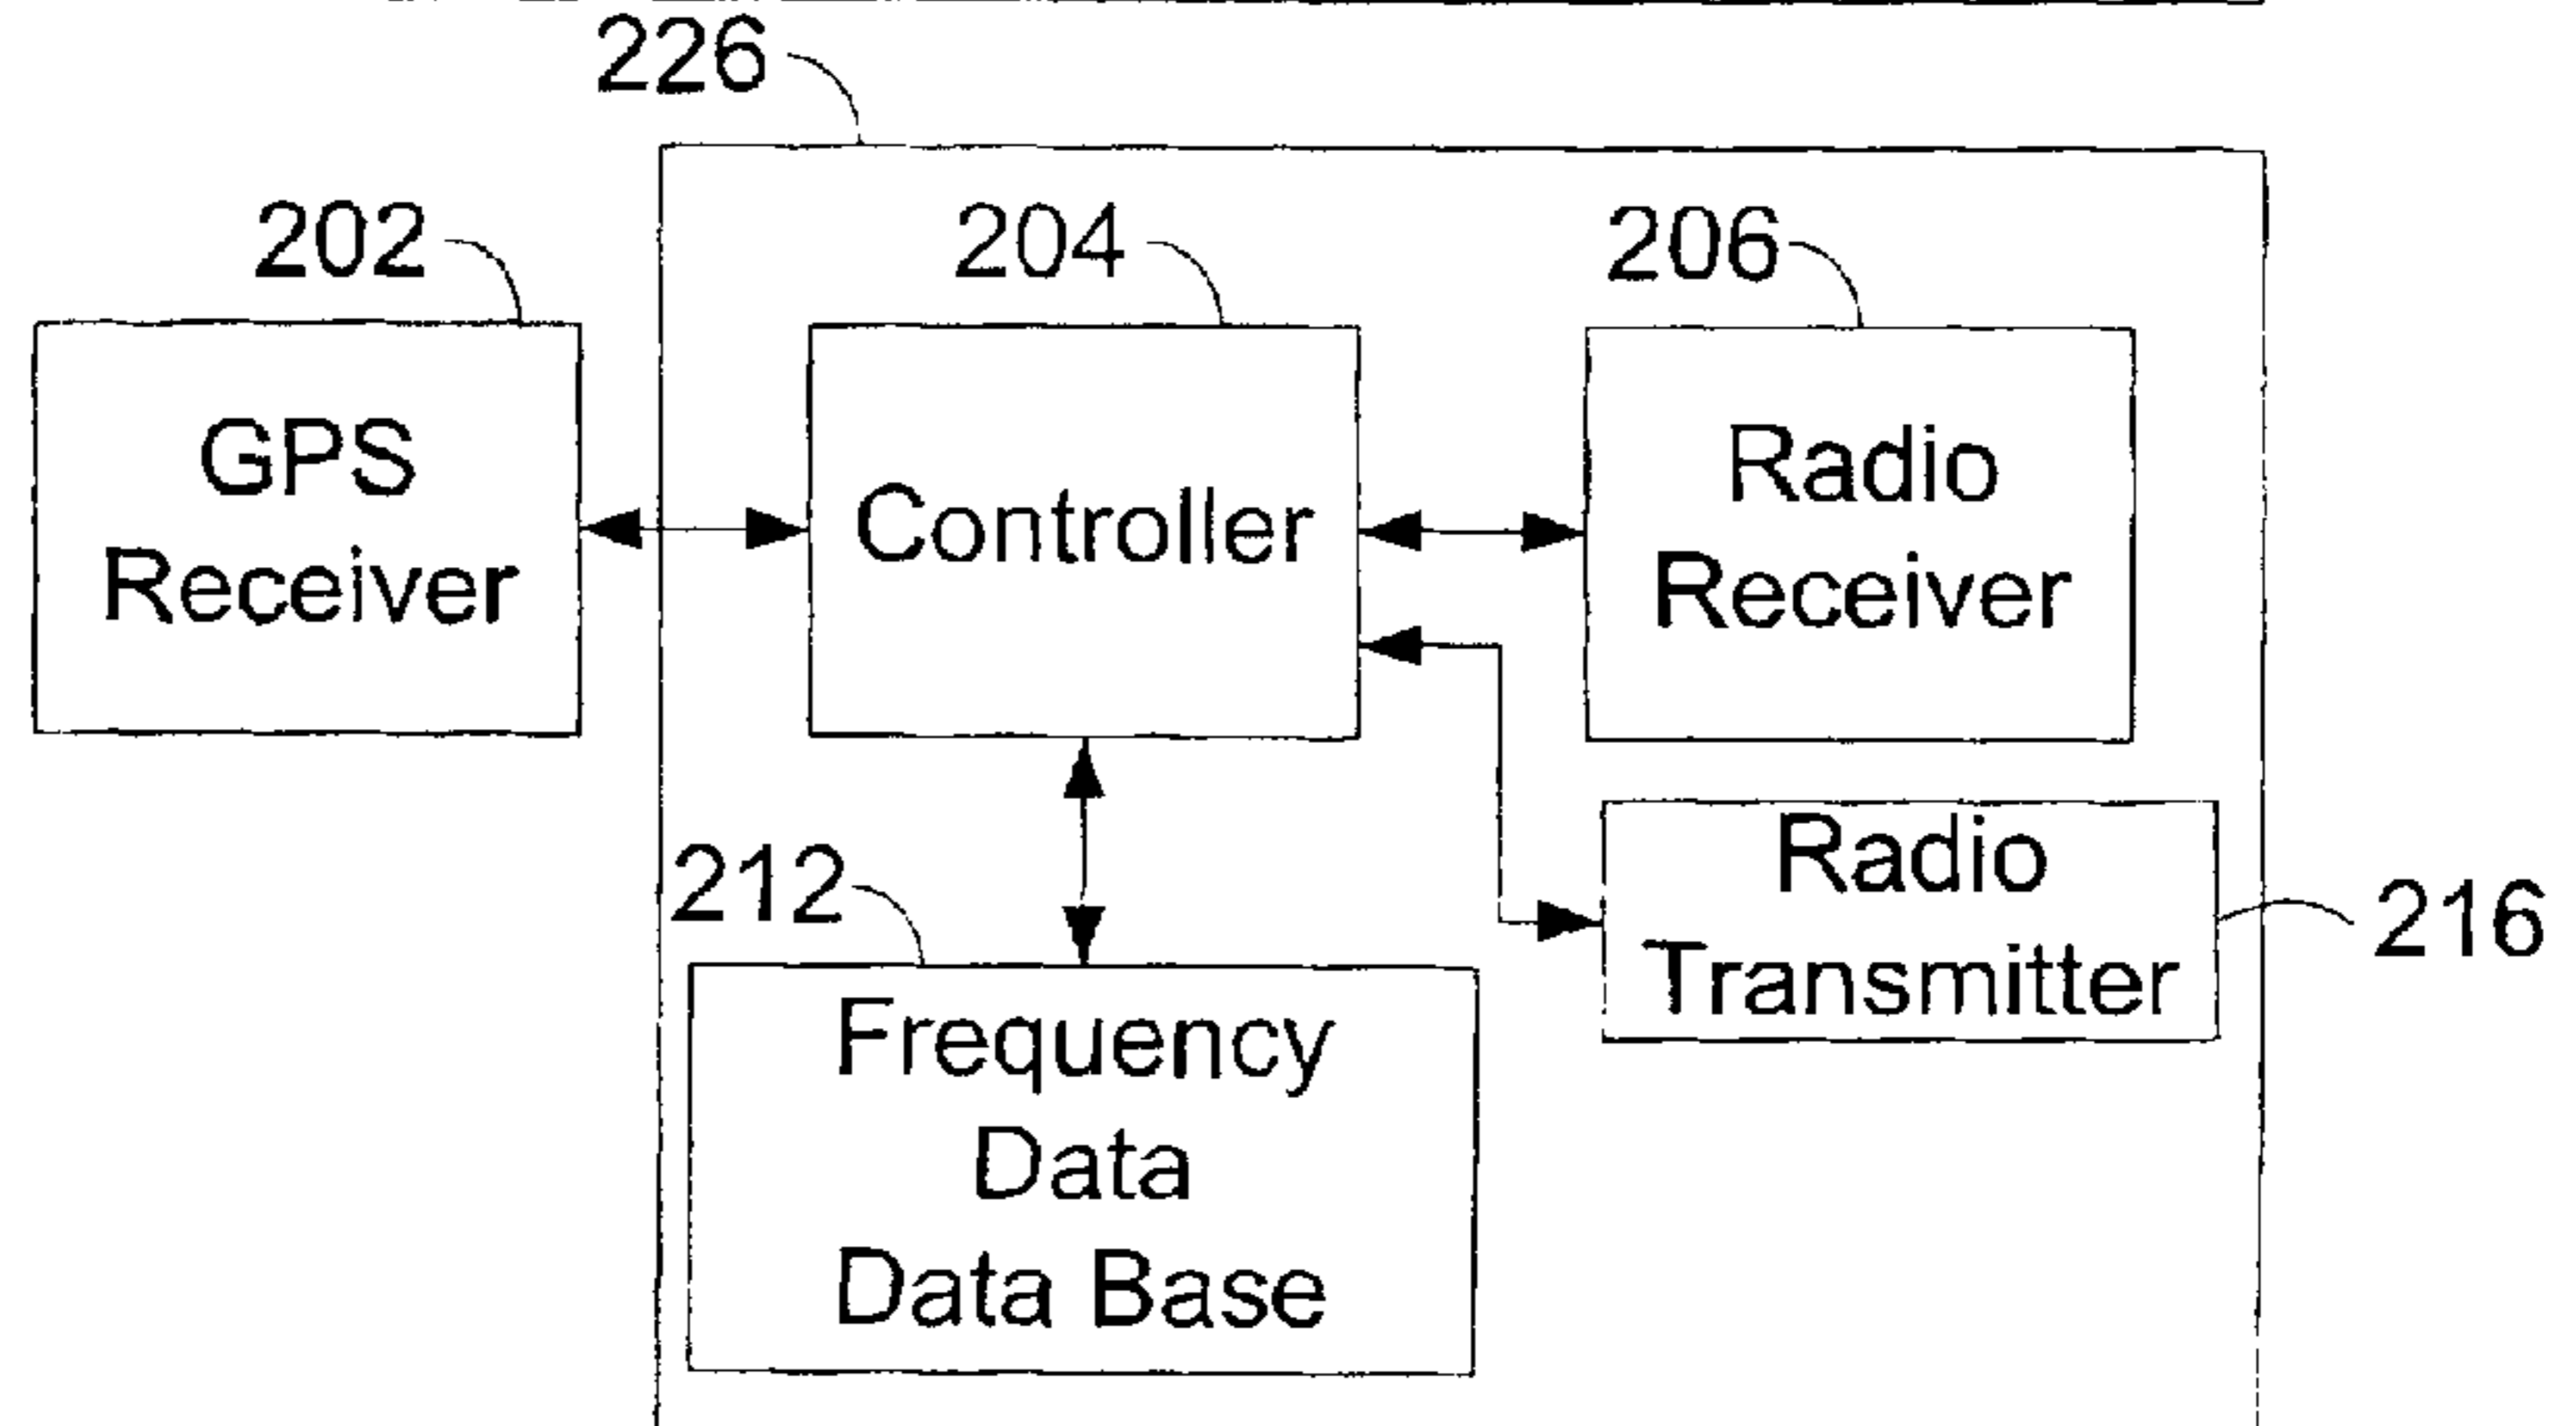 226
202
204
206
GPS
Receiver
Controller
Radio
Receiver
212
Radio
Transmitter
216
Frequency
Data
Data Base